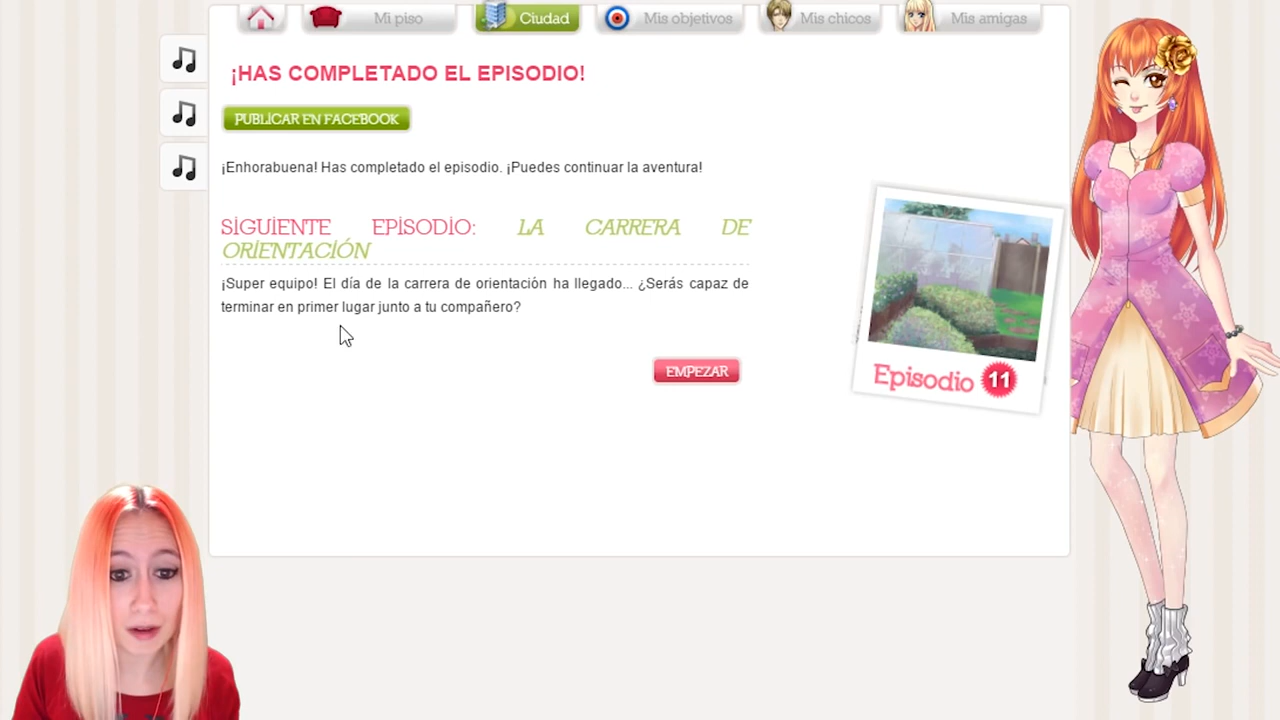 Mi piso Ciudad Mis objetivos Mis chicos Mis amigas
¡HAS COMPLETADO EL EPISODIO!
PUBLICAR EN FACEBOOK
¡Enhorabuena! Has completado el episodio. ¡Puedes continuar la aventura!
SIGUIENTE EPISODIO: LA CARRERA DE
ORIENTACIÓN
¡Super equipo! El día de la carrera de orientación ha llegado... ¿Serás capaz de
terminar en primer lugar junto a tu compañero?
EMPEZAR
Episodio 11